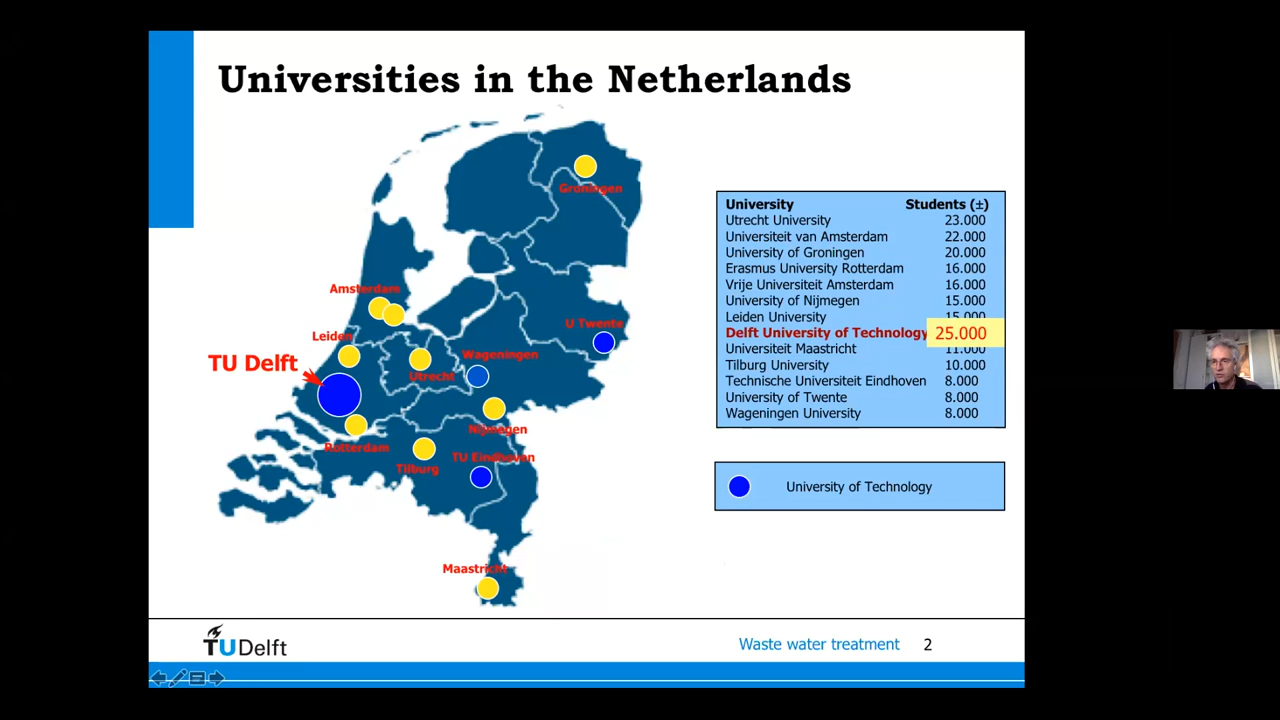 Universities in the Netherlands
Groningen
Amsterdam
U Twente
Leiden
Wageningen
TU Delft
Utrecht
Nijmegen
Rotterdam
TU Eindhoven
Tilburg
Maastricht
University Students (±)
Utrecht University 23.000
Universiteit van Amsterdam 22.000
University of Groningen 20.000
Erasmus University Rotterdam 16.000
Vrije Universiteit Amsterdam 16.000
University of Nijmegen 15.000
Leiden University 15.000
Delft University of Technology 25.000
Universiteit Maastricht 11.000
Tilburg University 10.000
Technische Universiteit Eindhoven 8.000
University of Twente 8.000
Wageningen University 8.000
University of Technology
TU Delft
Waste water treatment 2